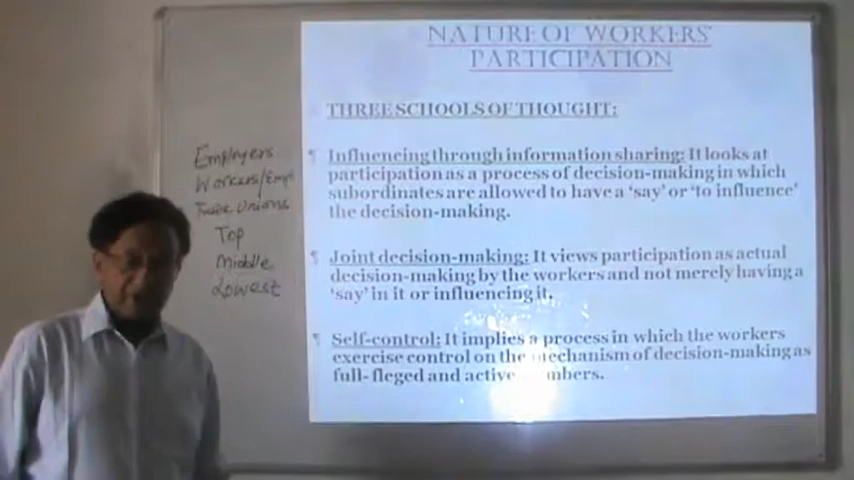 NATURE OF WORKERS'
PARTICIPATION
THREE SCHOOLS OF THOUGHT:
Influencing through information sharing: It looks at
participation as a process of decision-making in which
subordinates are allowed to have a 'say' or 'to influence'
the decision-making.
Joint decision-making: It views participation as actual
decision-making by the workers and not merely having a
'say' in it or influencing it.
Self-control: It implies a process in which the workers
exercise control on the mechanism of decision-making as
full-fleged and active members.
Employers
Workers/Emp
Trade Unions
Top
Middle
Lowest